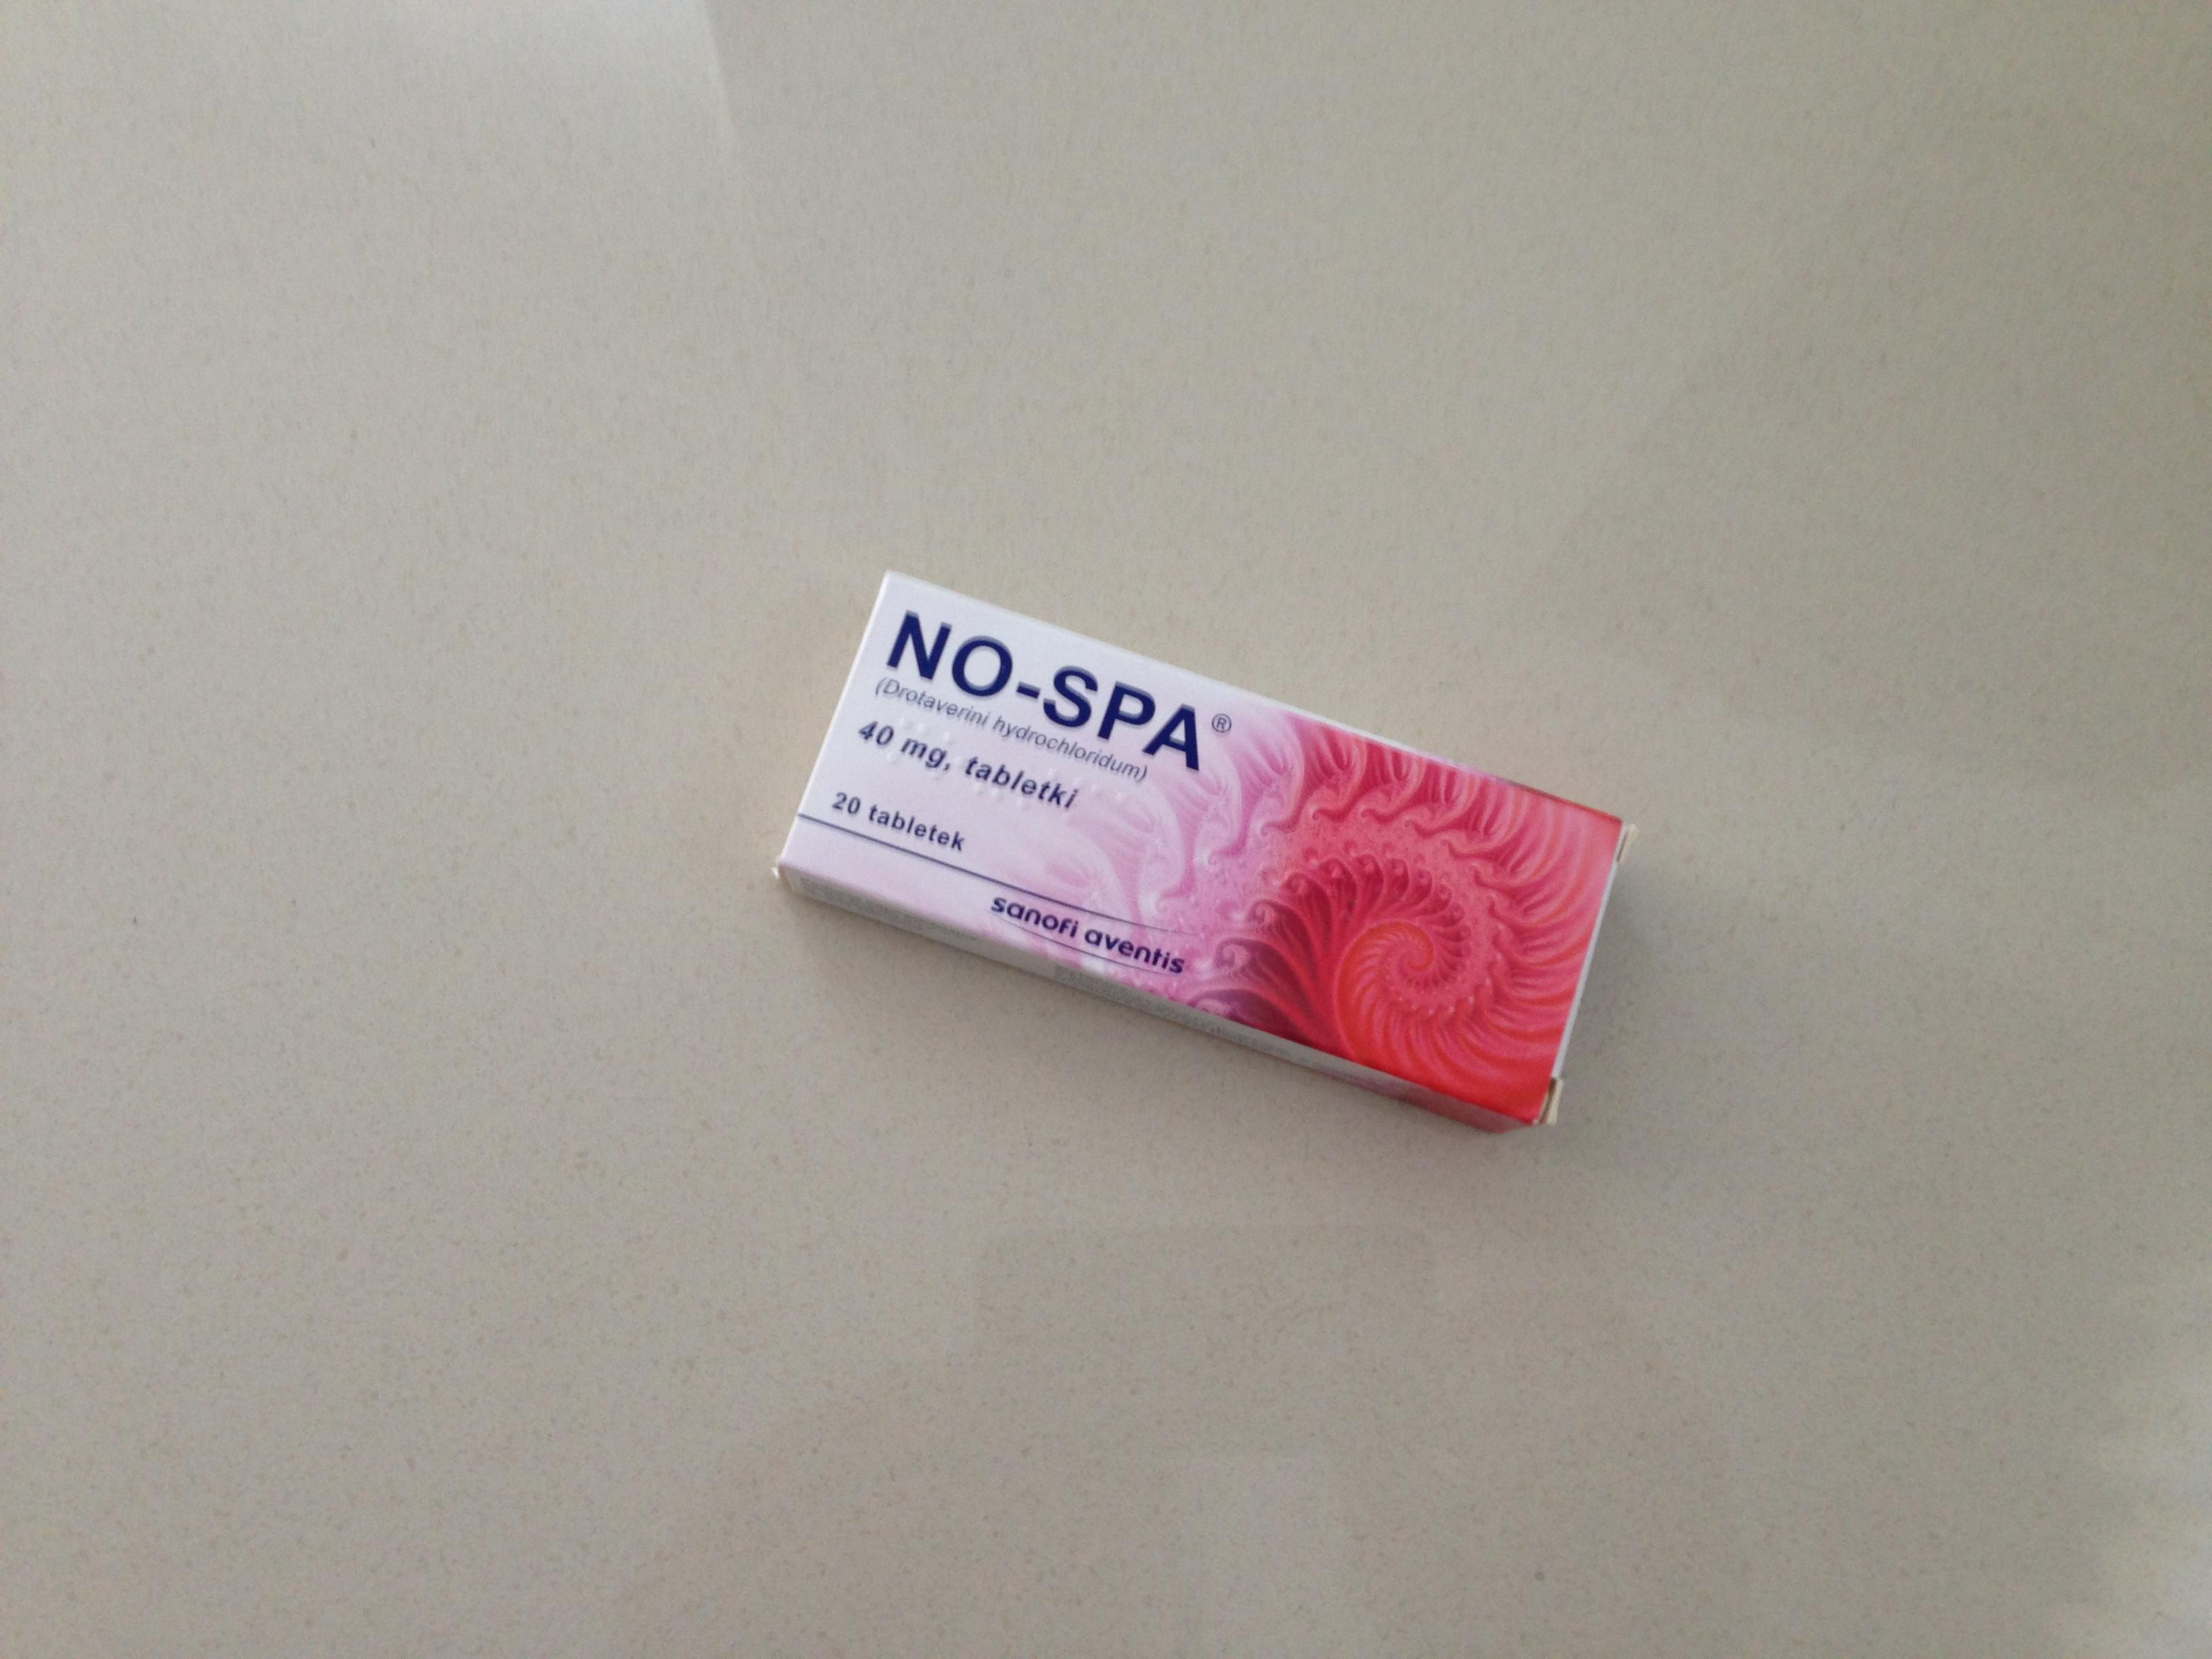 NO-SPA®
(Drotaverini hydrochloridum)
40 mg, tabletki
20 tabletek
sanofi aventis